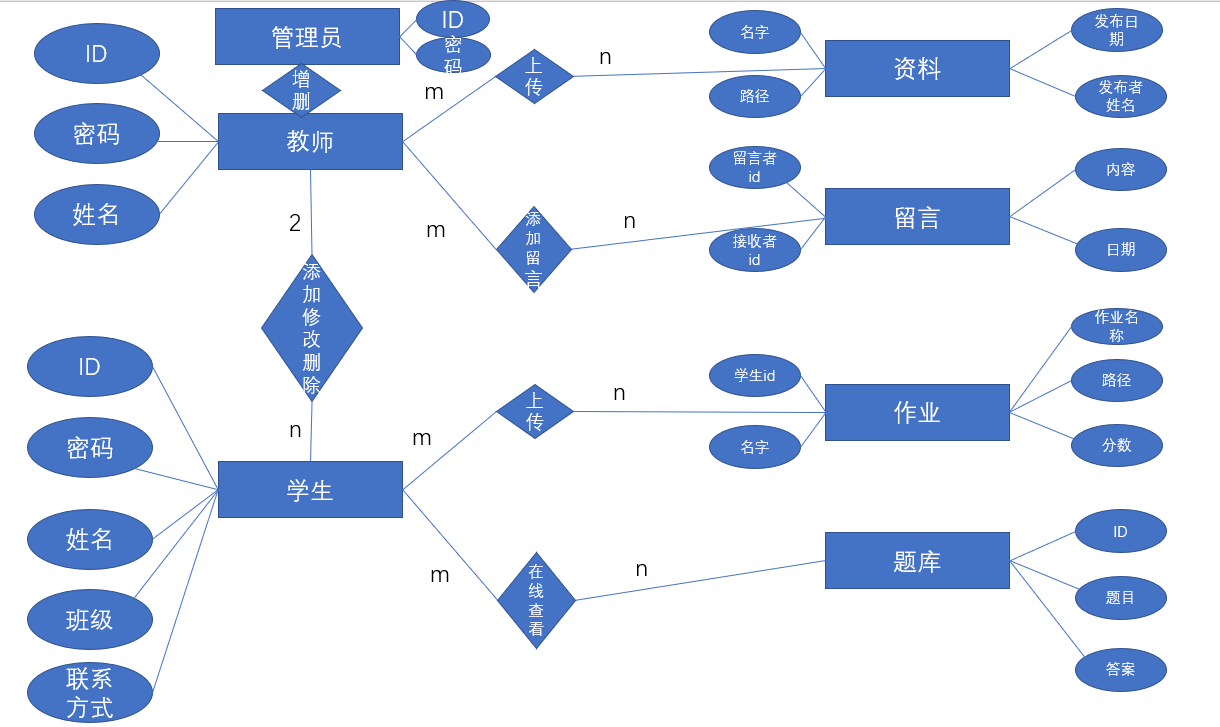 管理员
ID
密
码
增
删
ID
密码
姓名
教师
m
上
传
n
名字
路径
资料
发布日
期
发布者
姓名
m
添
加
留
言
n
留言者
id
接收者
id
留言
内容
日期
2
添
加
修
改
删
除
n
ID
密码
姓名
班级
联系
方式
学生
m
上
传
n
学生id
名字
作业
作业名
称
路径
分数
m
在
线
查
看
n
题库
ID
题目
答案